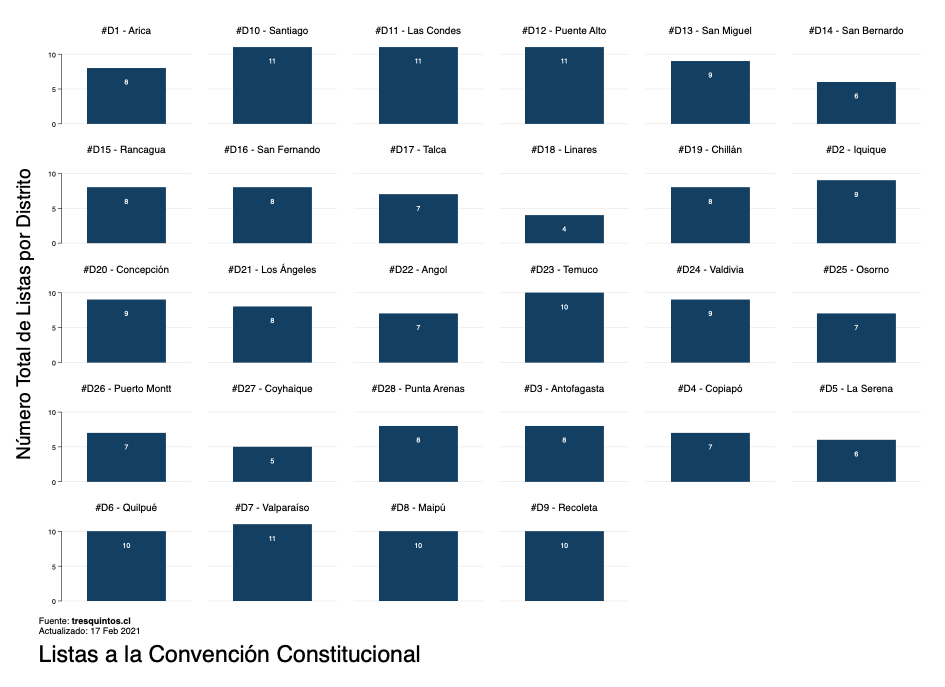 #D1 - Arica
#D10 - Santiago
#D11 - Las Condes
#D12 - Puente Alto
#D13 - San Miguel
#D14 - San Bernardo
10
5
0
8
11
11
11
9
6
#D15 - Rancagua
#D16 - San Fernando
#D17 - Talca
#D18 - Linares
#D19 - Chillán
#D2 - Iquique
10
5
0
8
8
7
4
8
9
#D20 - Concepción
#D21 - Los Ángeles
#D22 - Angol
#D23 - Temuco
#D24 - Valdivia
#D25 - Osorno
10
5
0
9
8
7
10
9
7
#D26 - Puerto Montt
#D27 - Coyhaique
#D28 - Punta Arenas
#D3 - Antofagasta
#D4 - Copiapó
#D5 - La Serena
10
5
0
7
5
8
8
7
6
#D6 - Quilpué
#D7 - Valparaíso
#D8 - Maipú
#D9 - Recoleta
10
5
0
10
11
10
10
Número Total de Listas por Distrito
Fuente: tresquintos.cl
Actualizado: 17 Feb 2021
Listas a la Convención Constitucional